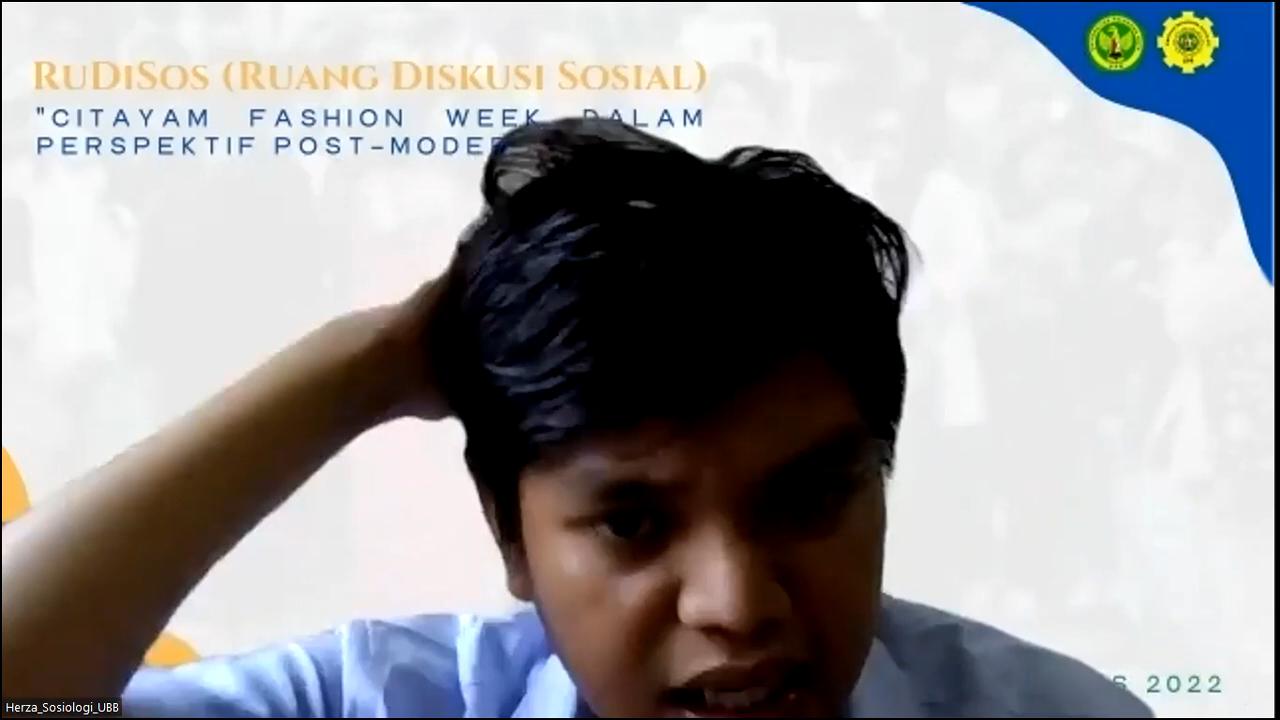 RUDISOS (RUANG DISKUSI SOSIAL)
"CITAYAM FASHION WEEK DALAM
PERSPEKTIF POST-MODER
S 2022
Herza_Sosiologi_UBB